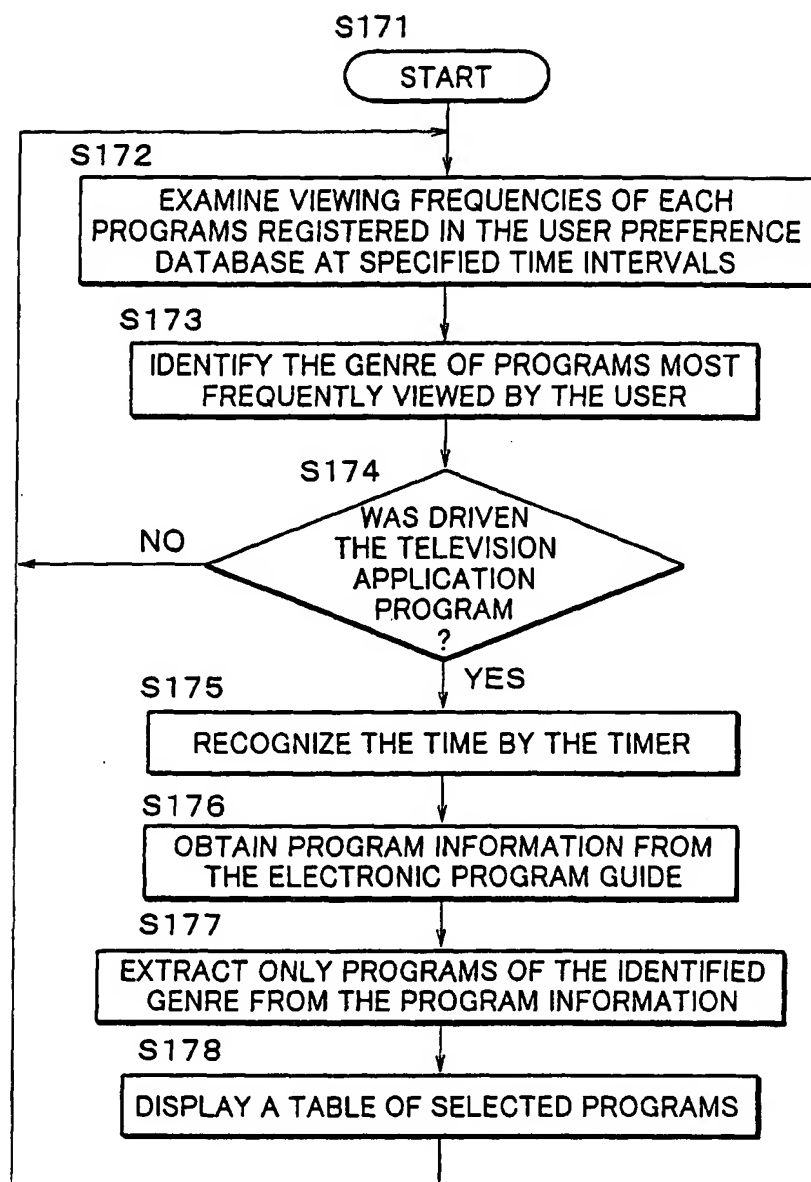 S171
START
S172
EXAMINE VIEWING FREQUENCIES OF EACH
PROGRAMS REGISTERED IN THE USER PREFERENCE
DATABASE AT SPECIFIED TIME INTERVALS
S173
IDENTIFY THE GENRE OF PROGRAMS MOST
FREQUENTLY VIEWED BY THE USER
S174
WAS DRIVEN
THE TELEVISION
APPLICATION
PROGRAM
?
NO
YES
S175
RECOGNIZE THE TIME BY THE TIMER
S176
OBTAIN PROGRAM INFORMATION FROM
THE ELECTRONIC PROGRAM GUIDE
S177
EXTRACT ONLY PROGRAMS OF THE IDENTIFIED
GENRE FROM THE PROGRAM INFORMATION
S178
DISPLAY A TABLE OF SELECTED PROGRAMS